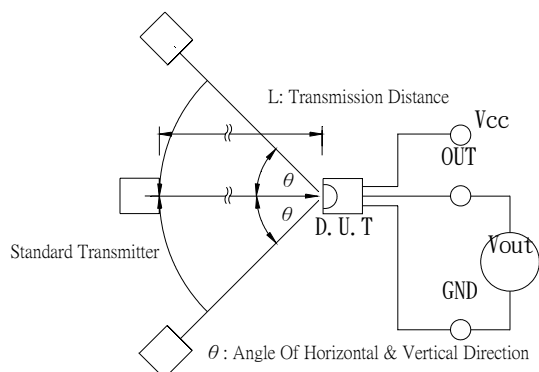 L: Transmission Distance
Vcc
OUT
θ
θ
D.U.T
Standard Transmitter
Vout
GND
θ : Angle Of Horizontal & Vertical Direction